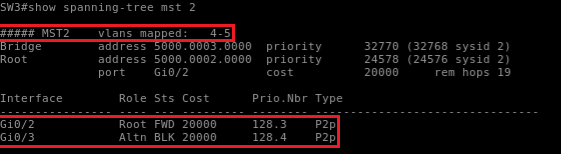 SW3#show spanning-tree mst 2
##### MST2 vlans mapped: 4-5
Bridge address 5000.0003.0000 priority 32770 (32768 sysid 2)
Root address 5000.0002.0000 priority 24578 (24576 sysid 2)
port Gi0/2 cost 20000 rem hops 19
Interface Role Sts Cost Prio.Nbr Type
---------------- ---- --- --------- -------- --------------------------------
Gi0/2 Root FWD 20000 128.3 P2p
Gi0/3 Altn BLK 20000 128.4 P2p